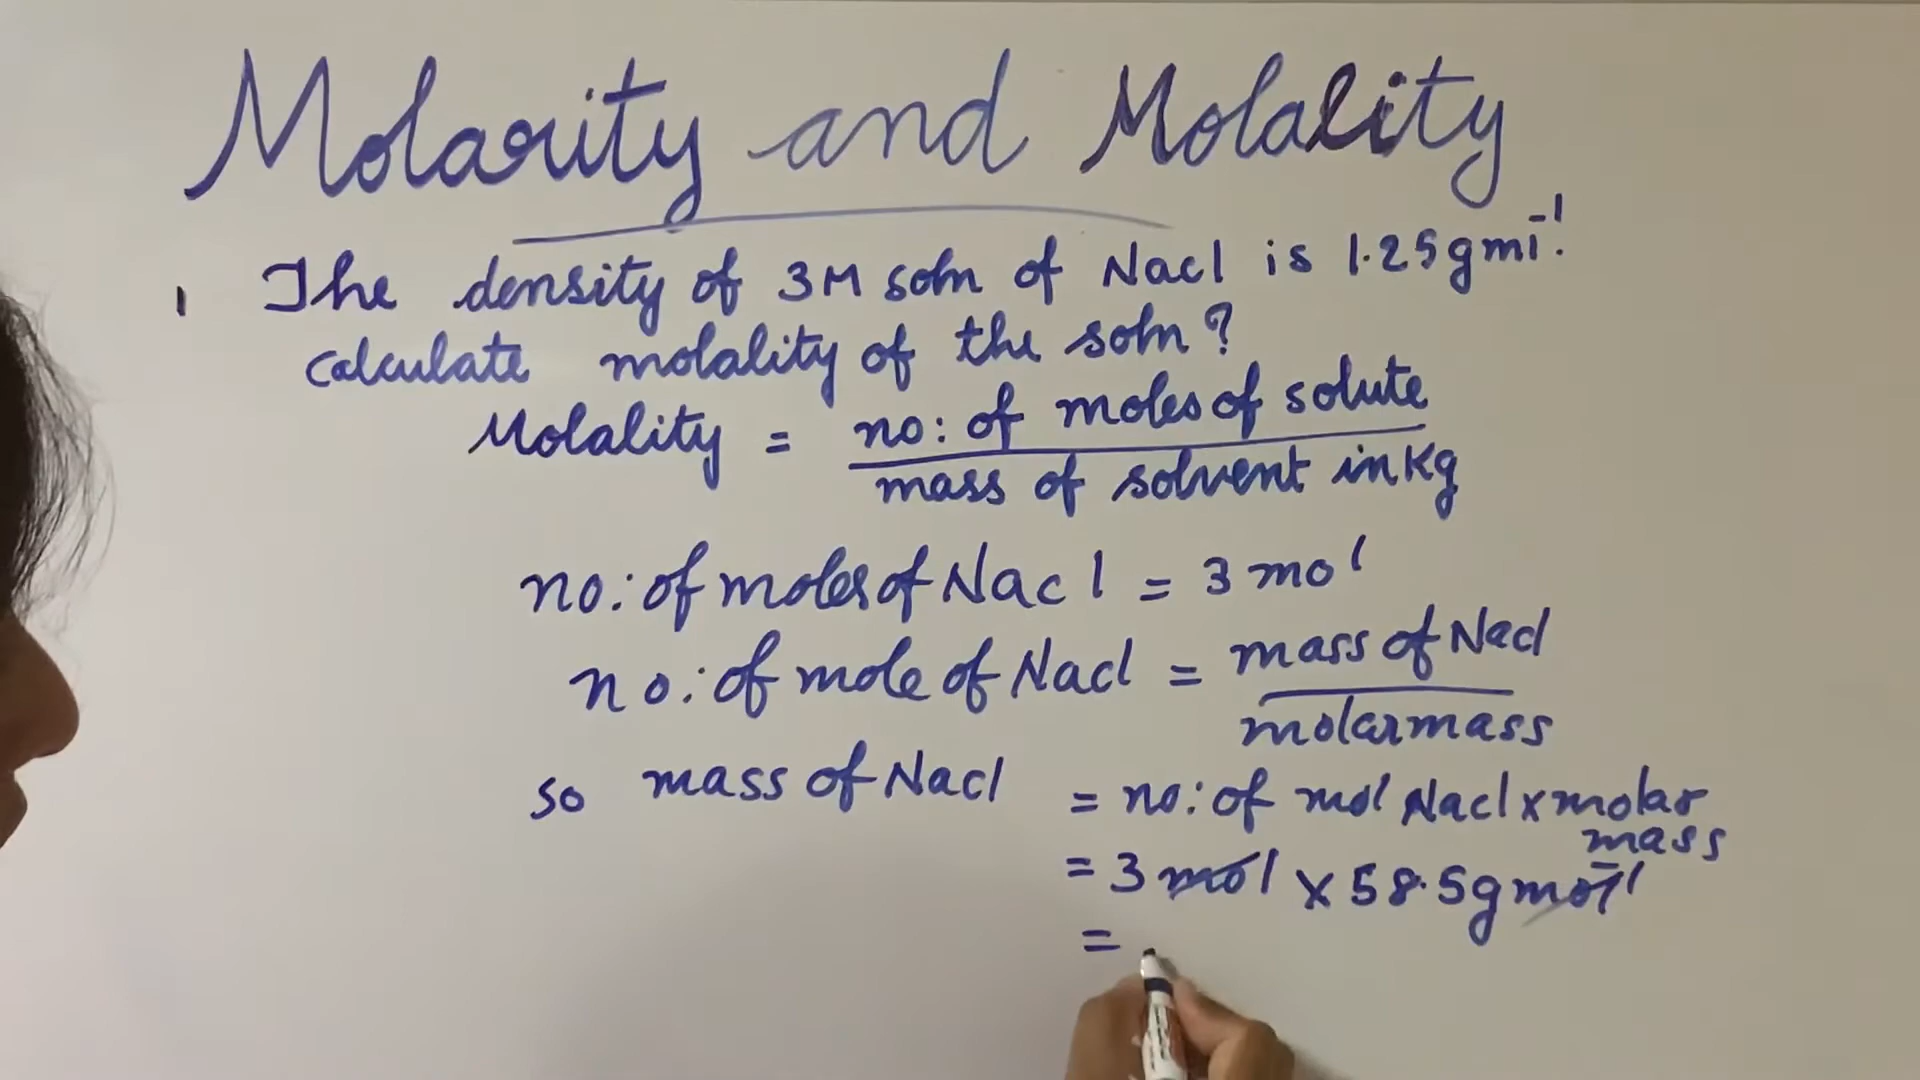 Molarity and Molality
1 The density of 3M soln of Nacl is 1.25gml⁻¹.
calculate molality of the soln?
Molality = no: of moles of solute
mass of solvent in Kg
no: of moles of Nacl = 3 mol
no: of mole of Nacl = mass of Nacl
molarmass
so mass of Nacl = no: of mol Nacl x molar
mass
= 3 mol x 58.5g mol⁻¹
=